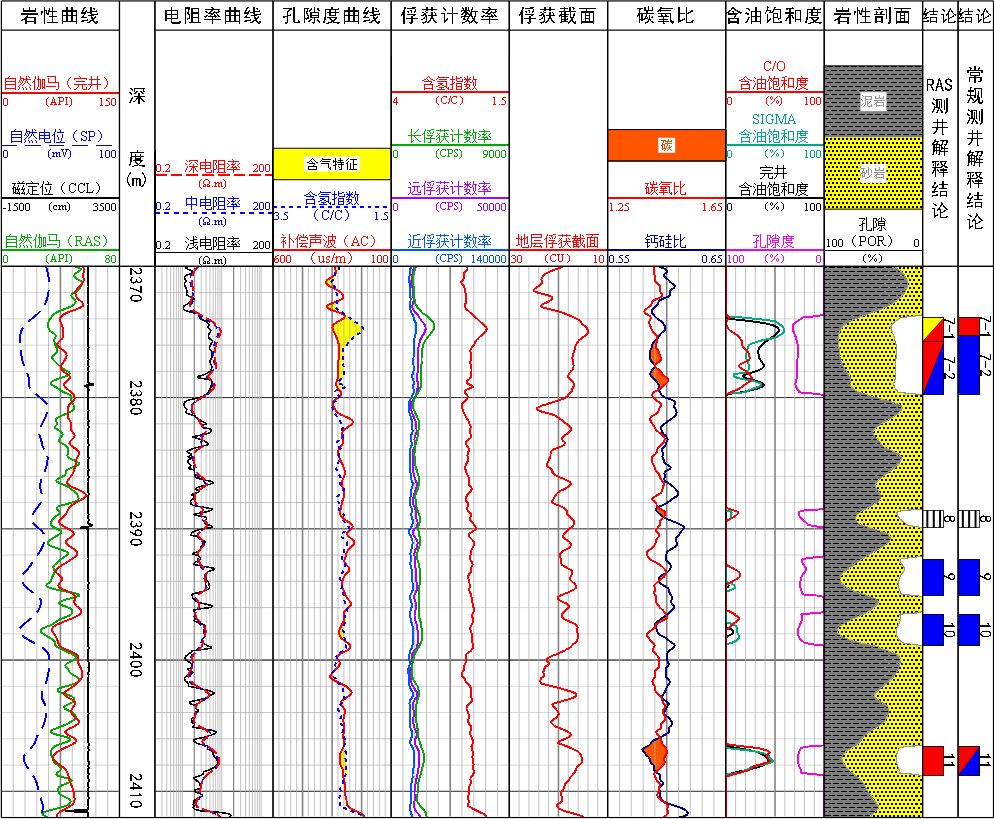 岩性曲线
电阻率曲线
孔隙度曲线
俘获计数率
俘获截面
碳氧比
含油饱和度
岩性剖面
结论
结论
自然伽马（完井）
0 (API) 150
自然电位（SP）
0 (mV) 100
磁定位（CCL）
-1500 (cm) 3500
自然伽马（RAS）
0 (API) 80
深
度
(m)
0.2 深电阻率 200
(Ω.m)
0.2 中电阻率 200
(Ω.m)
0.2 浅电阻率 200
(Ω.m)
含气特征
含氢指数
3.5 (C/C) 1.5
补偿声波（AC）
600 (us/m) 100
含氢指数
4 (C/C) 1.5
长俘获计数率
0 (CPS) 9000
远俘获计数率
0 (CPS) 50000
近俘获计数率
0 (CPS) 140000
地层俘获截面
30 (CU) 10
碳
碳氧比
1.25 1.65
钙硅比
0.55 0.65
C/O
含油饱和度
0 (%) 100
SIGMA
含油饱和度
0 (%) 100
完井
含油饱和度
0 (%) 100
孔隙度
100 (%) 0
泥岩
砂岩
孔隙
100 (POR) 0
(%)
RAS测井解释结论
常规测井解释结论
2370
2380
2390
2400
2410
7-1
7-2
8
9
10
11
7-1
7-2
8
9
10
11